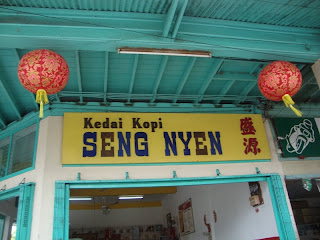 Kedai Kopi
SENG NYEN
盛源